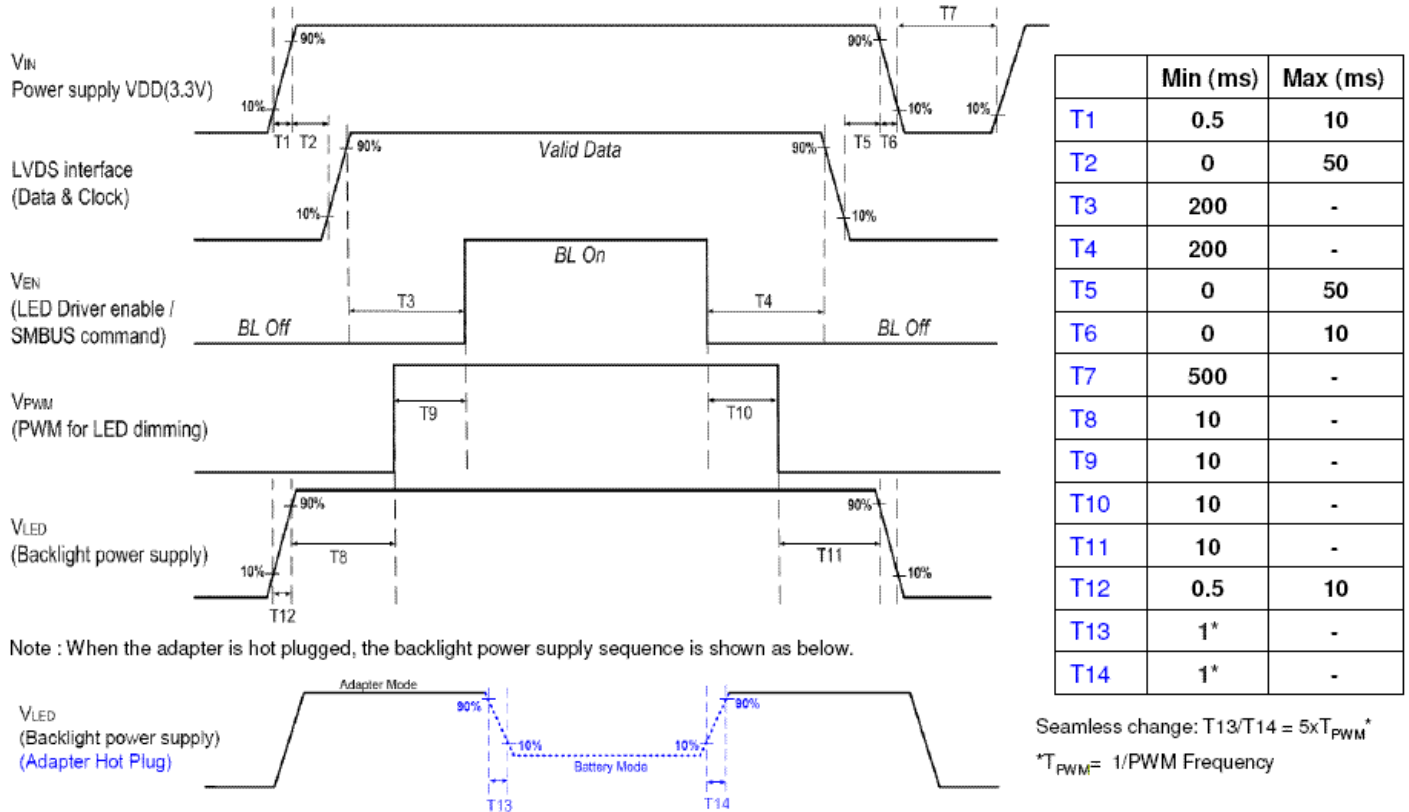 T7
90%
90%
VIN
Power supply VDD(3.3V)
10%
10%
10%
T1
T2
T5
T6
90%
Valid Data
90%
LVDS interface
(Data & Clock)
10%
10%
BL On
VEN
(LED Driver enable /
SMBUS command)
T3
T4
BL Off
BL Off
VPWM
(PWM for LED dimming)
T9
T10
90%
90%
VLED
(Backlight power supply)
T8
T11
10%
10%
T12
Note : When the adapter is hot plugged, the backlight power supply sequence is shown as below.
Adapter Mode
90%
90%
VLED
(Backlight power supply)
(Adapter Hot Plug)
10%
10%
Battery Mode
T13
T14
Min (ms) Max (ms)
T1 0.5 10
T2 0 50
T3 200 -
T4 200 -
T5 0 50
T6 0 10
T7 500 -
T8 10 -
T9 10 -
T10 10 -
T11 10 -
T12 0.5 10
T13 1* -
T14 1* -
Seamless change: T13/T14 = 5xTPWM*
*TPWM= 1/PWM Frequency